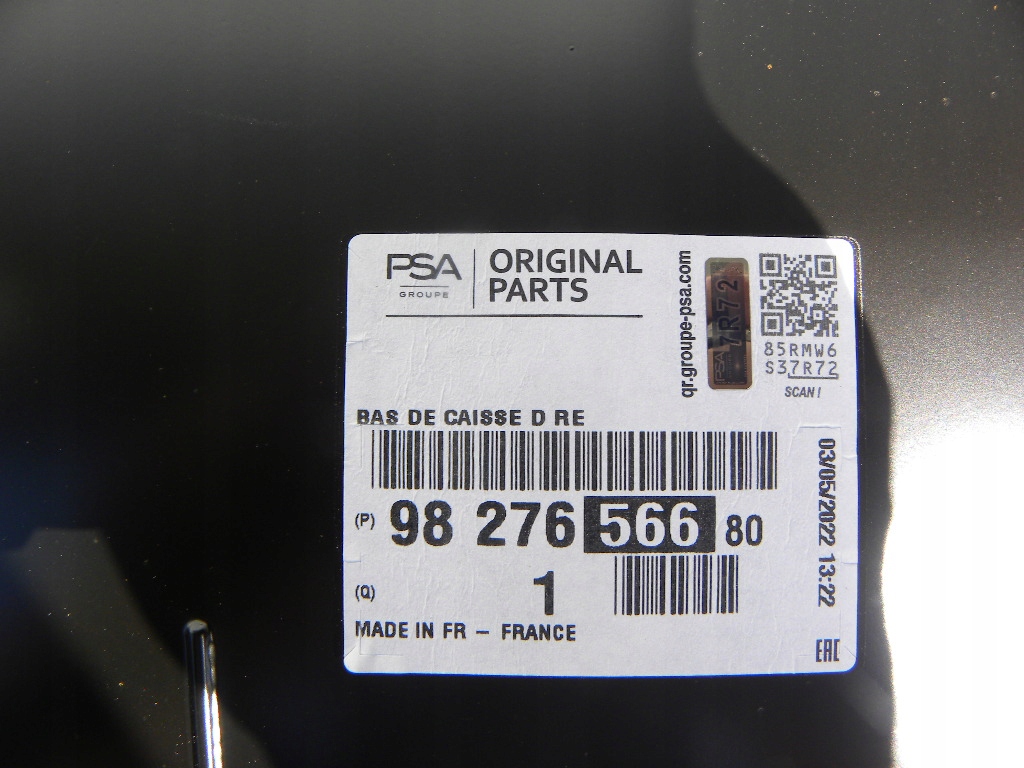 PSA
GROUPE
ORIGINAL
PARTS
qr.groupe-psa.com
PSA 7R72
85RMW6
S37R72
SCAN!
BAS DE CAISSE D RE
(P) 98 276 566 80
(Q) 1
MADE IN FR – FRANCE
03/05/2022 13:22
EAC